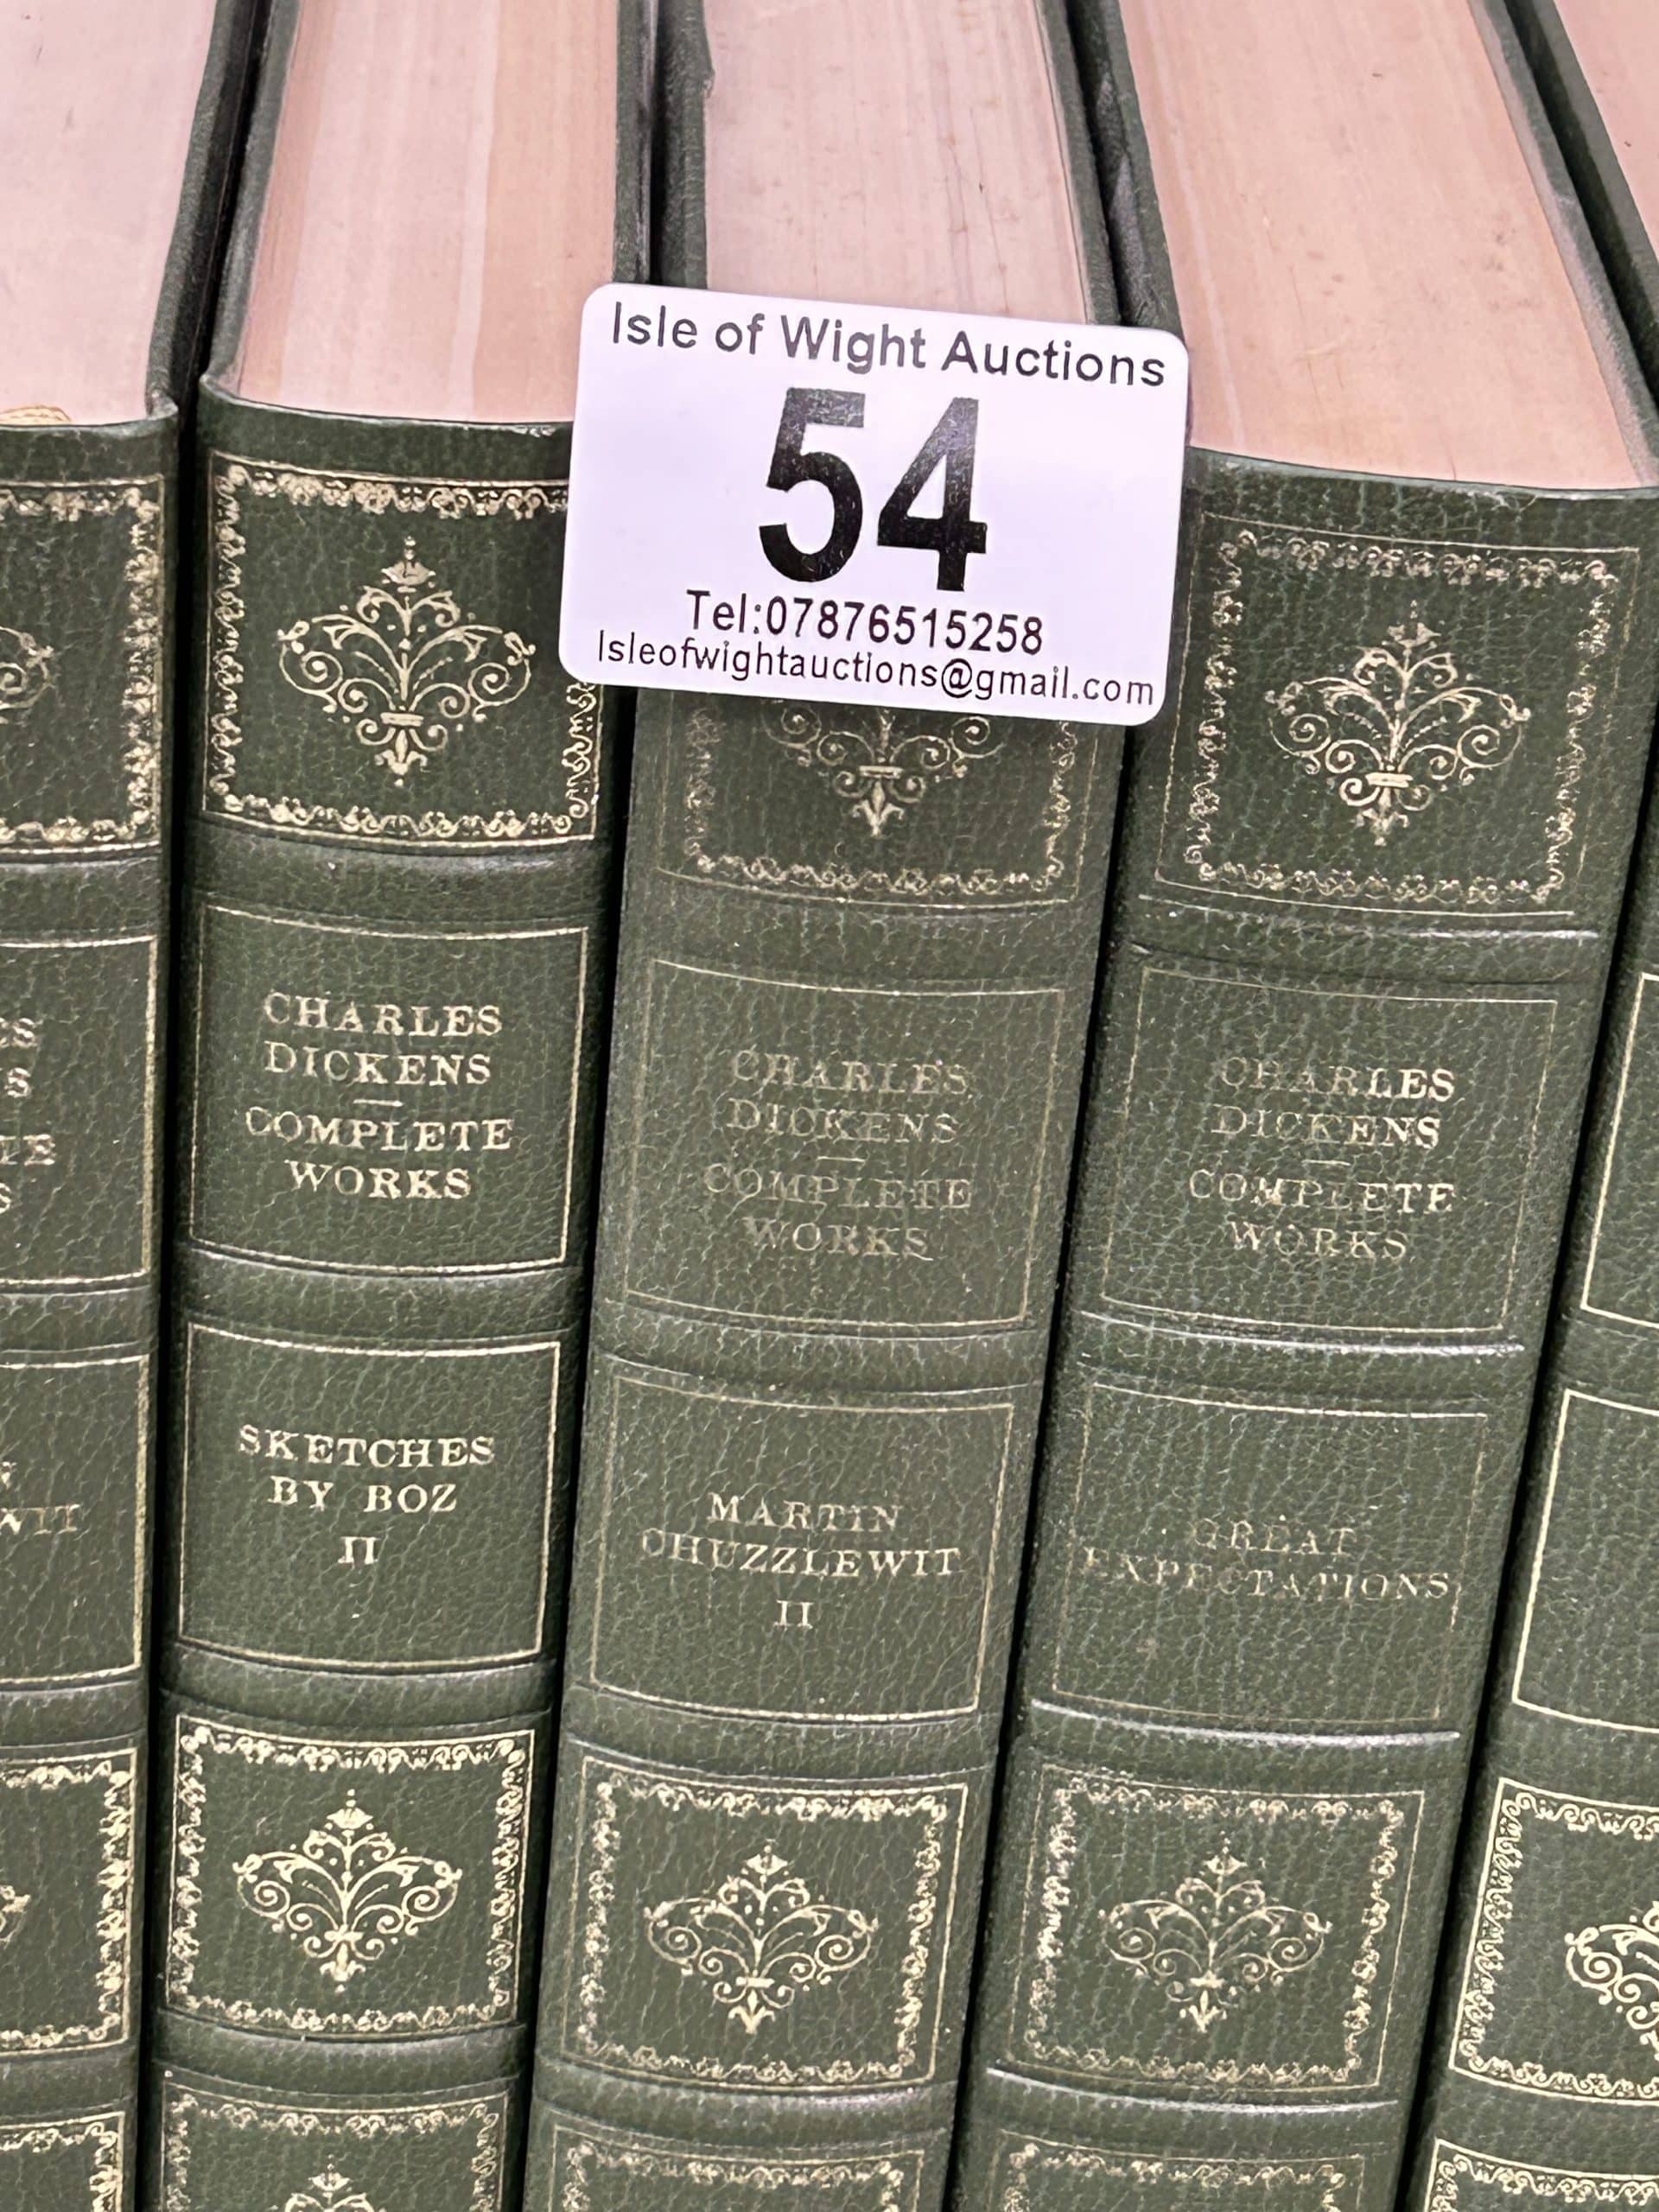 Isle of Wight Auctions
54
Tel:07876515258
Isleofwightauctions@gmail.com
CHARLES
DICKENS
COMPLETE
WORKS
SKETCHES
BY BOZ
II
CHARLES
DICKENS
COMPLETE
WORKS
MARTIN
CHUZZLEWIT
II
CHARLES
DICKENS
COMPLETE
WORKS
GREAT
EXPECTATIONS